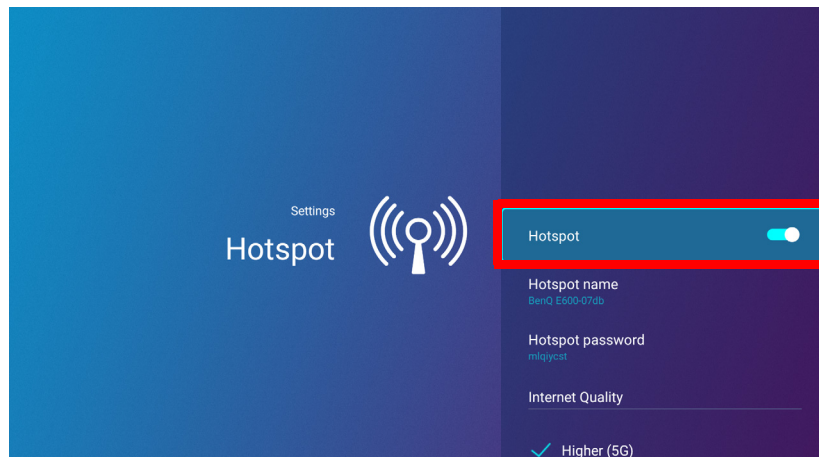 Settings
Hotspot
Hotspot
Hotspot name
BenQ E600-07db
Hotspot password
mlqiycst
Internet Quality
Higher (5G)